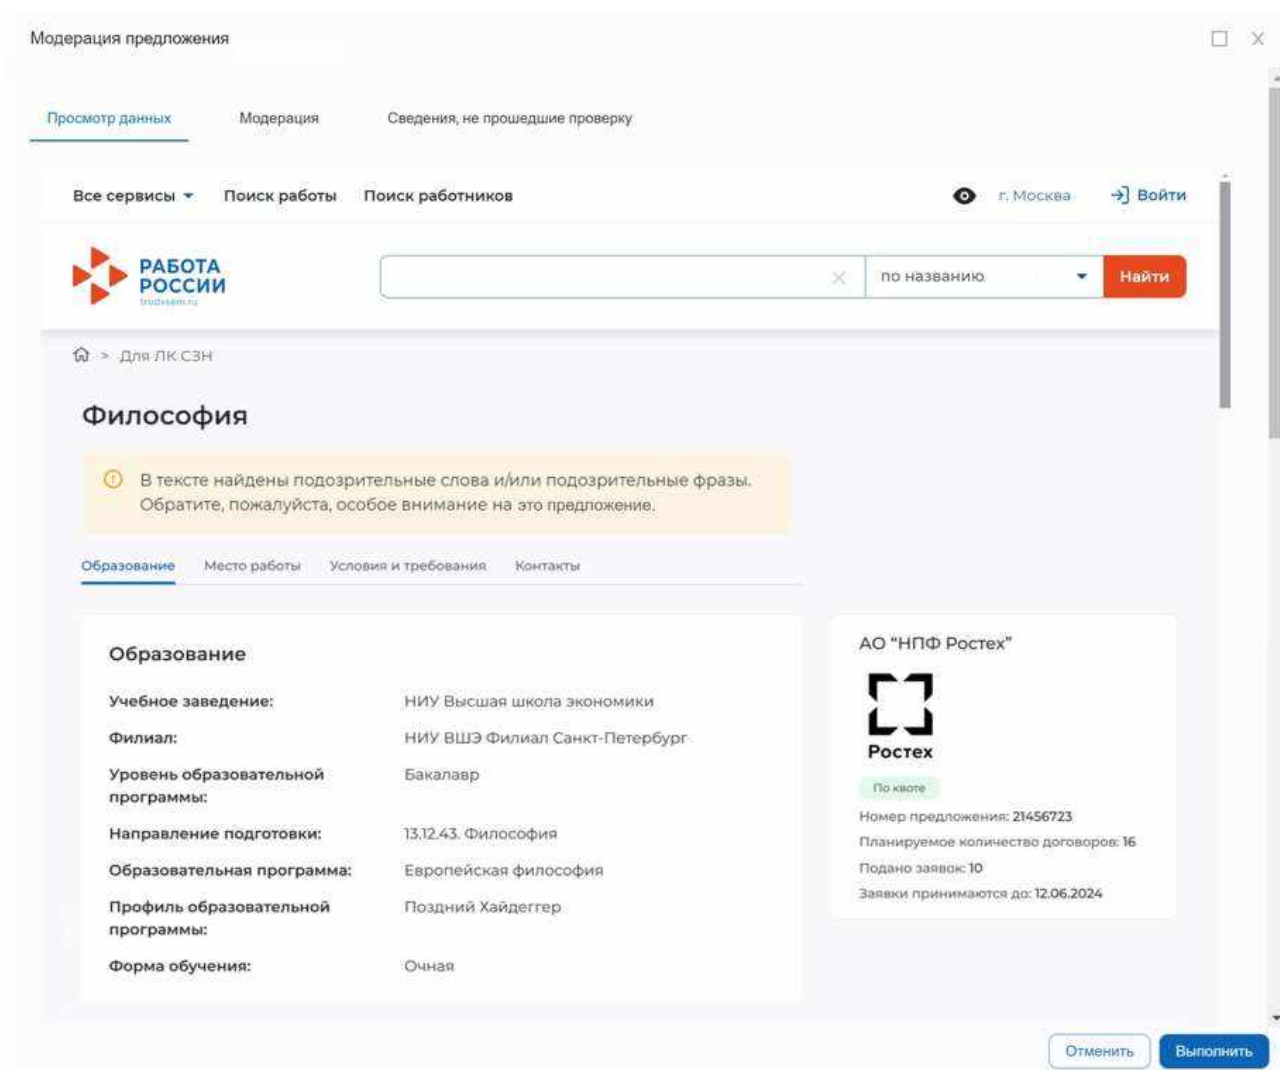 Модерация предложения
Просмотр данных Модерация Сведения, не прошедшие проверку
Все сервисы Поиск работы Поиск работников г. Москва Войти
РАБОТА
РОССИИ
trudvsem.ru
по названию Найти
> Для ЛК СЗН
Философия
В тексте найдены подозрительные слова и/или подозрительные фразы.
Обратите, пожалуйста, особое внимание на это предложение.
Образование Место работы Условия и требования Контакты
Образование
Учебное заведение: НИУ Высшая школа экономики
Филиал: НИУ ВШЭ Филиал Санкт-Петербург
Уровень образовательной Бакалавр
программы:
Направление подготовки: 13.12.43. Философия
Образовательная программа: Европейская философия
Профиль образовательной Поздний Хайдеггер
программы:
Форма обучения: Очная
АО "НПФ Ростех"
Ростех
По квоте
Номер предложения: 21456723
Планируемое количество договоров: 16
Подано заявок: 10
Заявки принимаются до: 12.06.2024
Отменить Выполнить